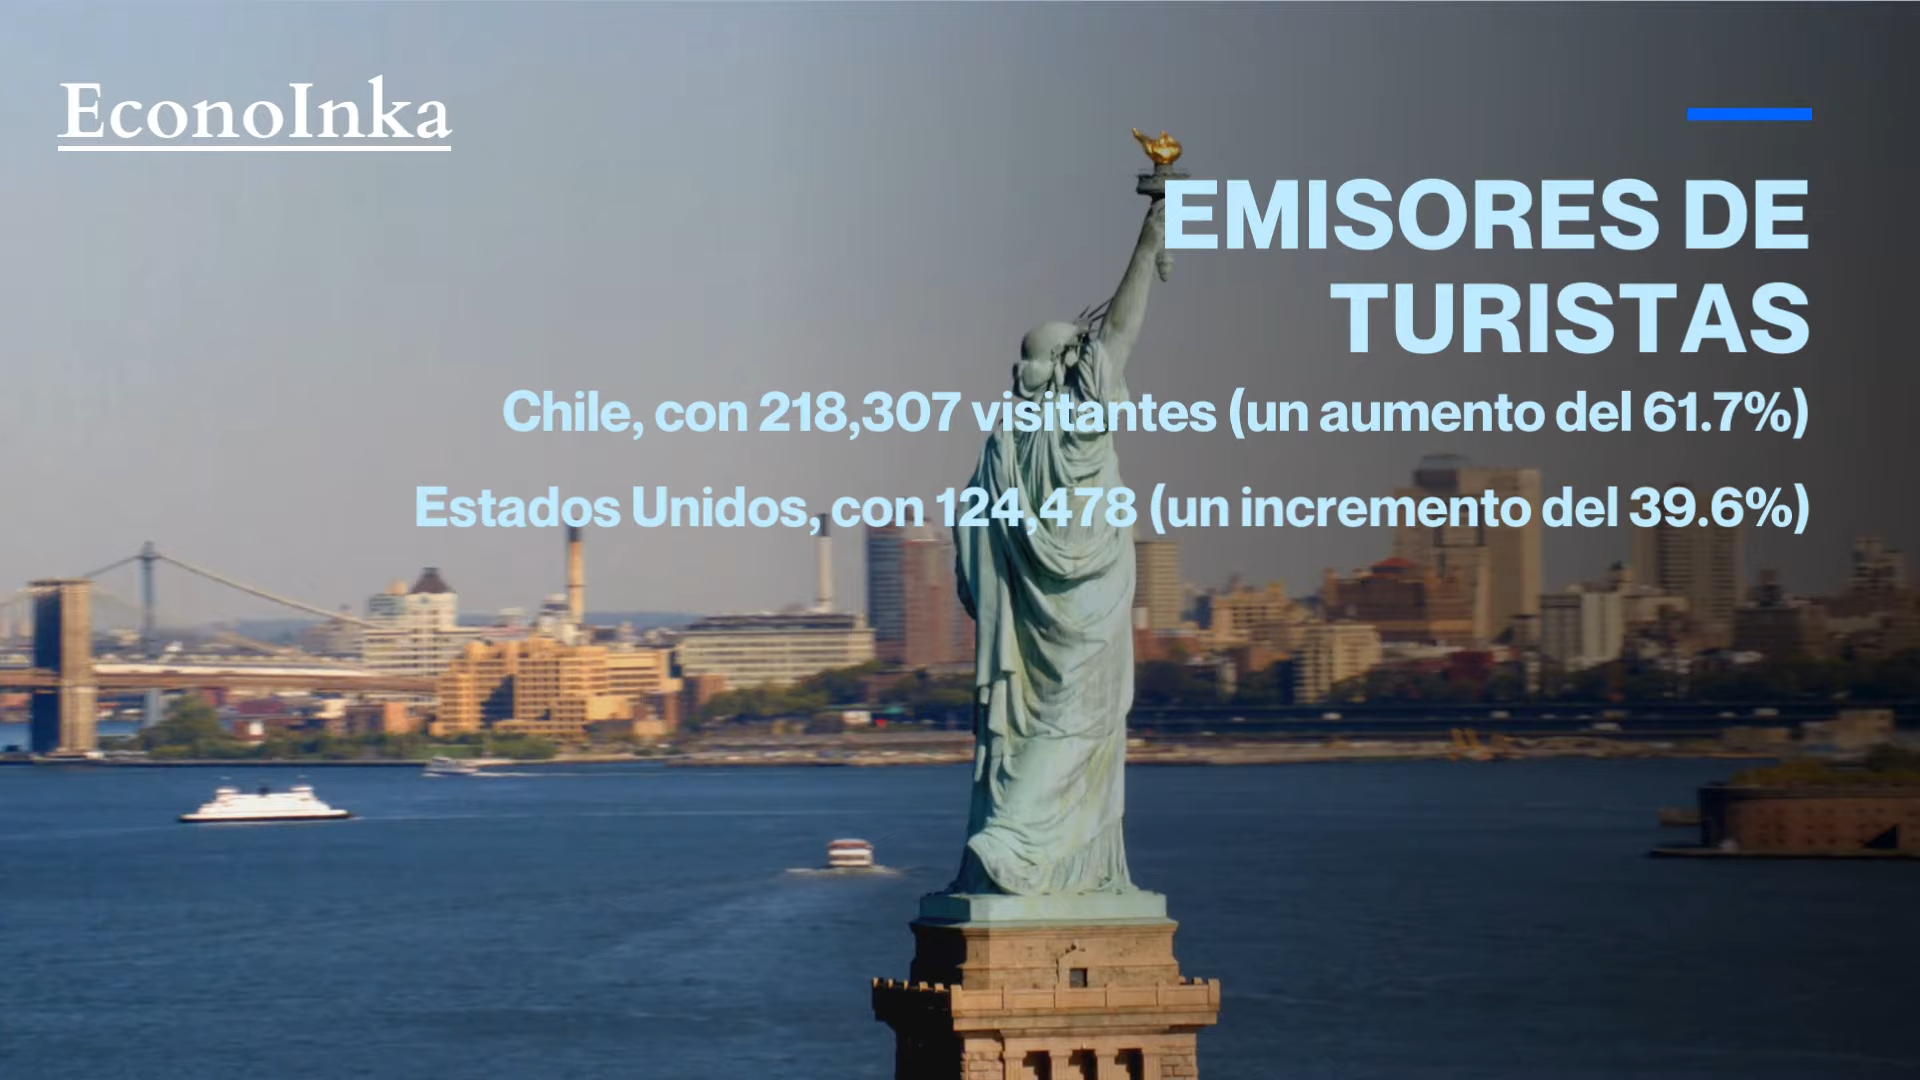 EconoInka
EMISORES DE
TURISTAS
Chile, con 218,307 visitantes (un aumento del 61.7%)
Estados Unidos, con 124,478 (un incremento del 39.6%)